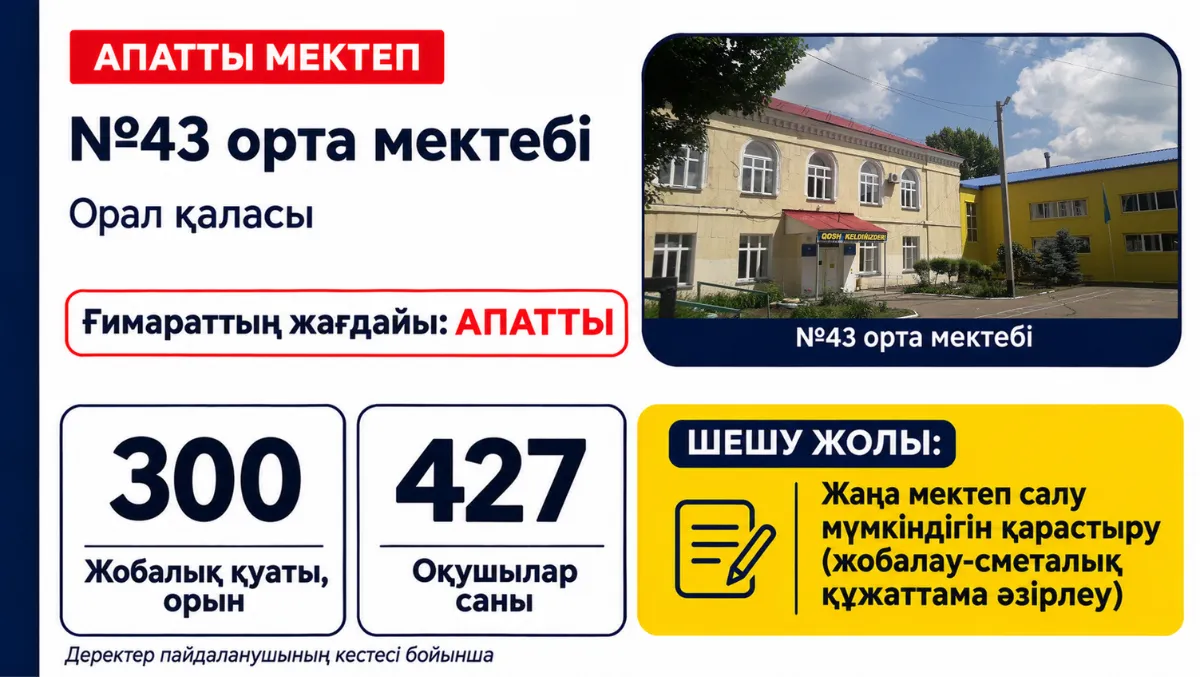 АПАТТЫ МЕКТЕП
№43 орта мектебі
Орал қаласы
Ғимараттың жағдайы: АПАТТЫ
QOSH KELDIŃIZDER!
№43 орта мектебі
300
Жобалық қуаты,
орын
427
Оқушылар
саны
ШЕШУ ЖОЛЫ:
Жаңа мектеп салу
мүмкіндігін қарастыру
(жобалау-сметалық
құжаттама әзірлеу)
Деректер пайдаланушының кестесі бойынша